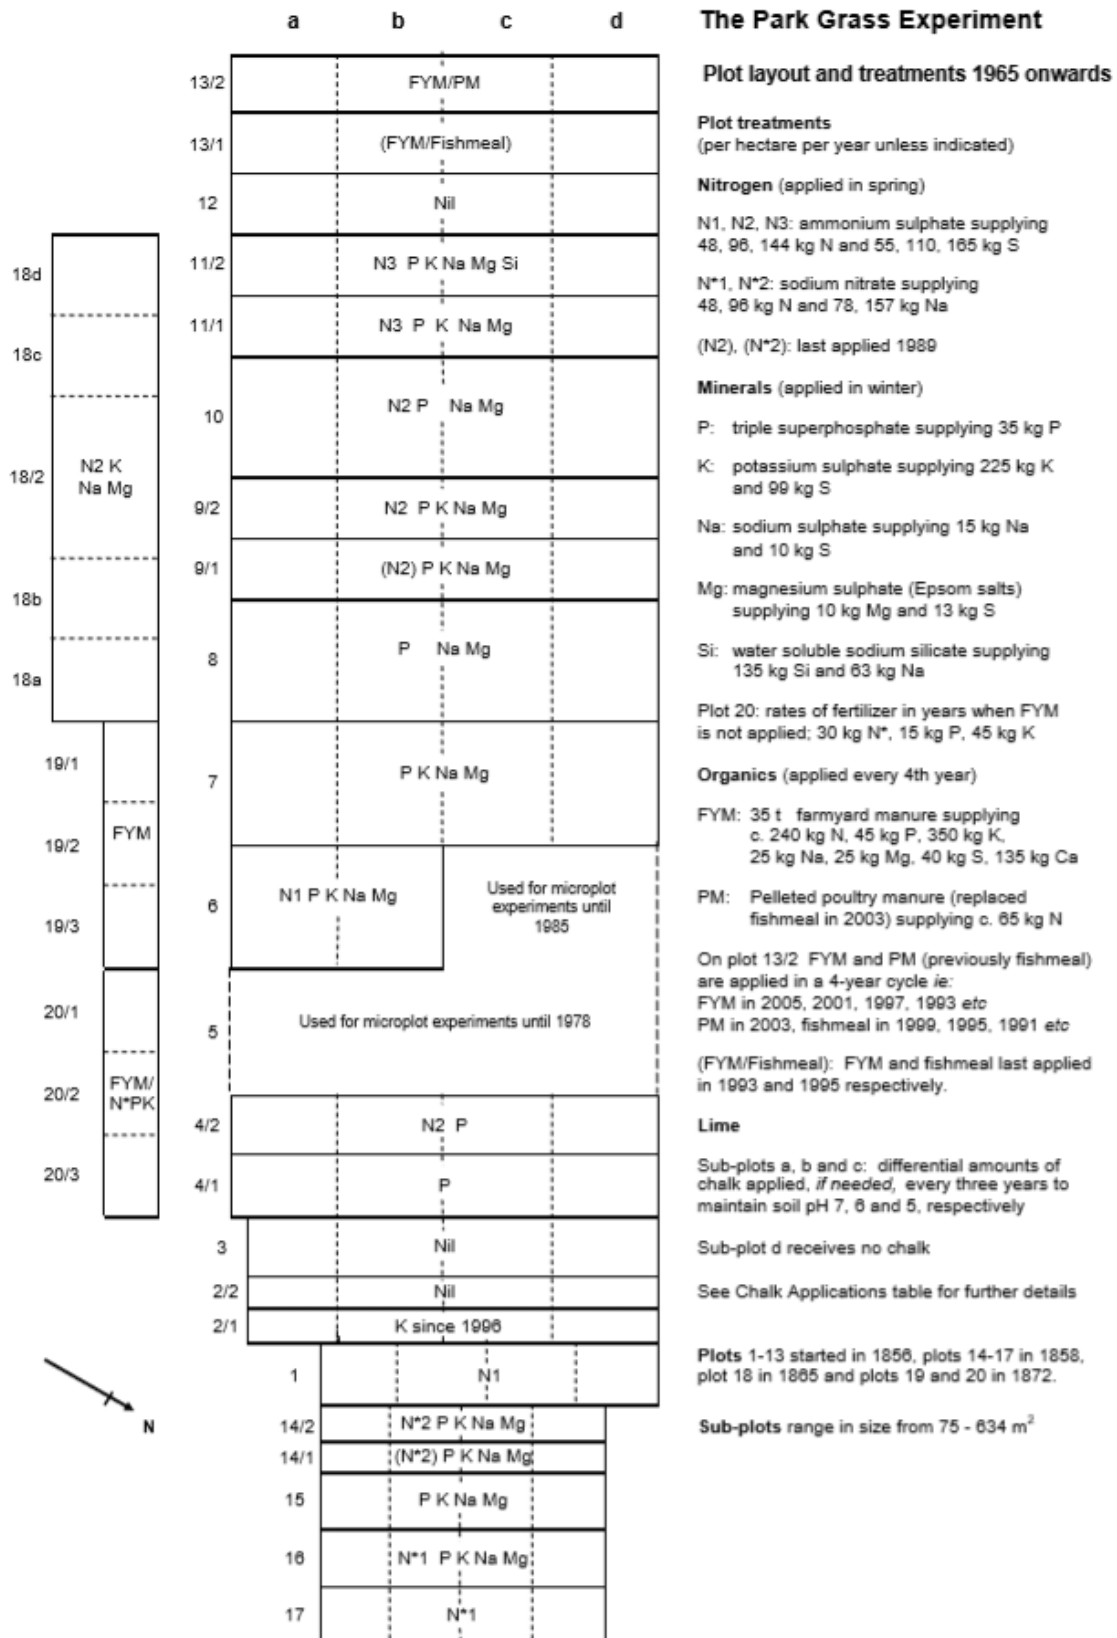 a b c d
13/2 FYM/PM
13/1 (FYM/Fishmeal)
12 Nil
11/2 N3 P K Na Mg Si
11/1 N3 P K Na Mg
10 N2 P Na Mg
9/2 N2 P K Na Mg
9/1 (N2) P K Na Mg
8 P Na Mg
7 P K Na Mg
6 N1 P K Na Mg
Used for microplot
experiments until
1985
5 Used for microplot experiments until 1978
4/2 N2 P
4/1 P
3 Nil
2/2 Nil
2/1 K since 1996
1 N1
14/2 N*2 P K Na Mg
14/1 (N*2) P K Na Mg
15 P K Na Mg
16 N*1 P K Na Mg
17 N*1
18d
18c
18/2 N2 K
Na Mg
18b
18a
19/1
19/2 FYM
19/3
20/1
20/2 FYM/
N*PK
20/3
N
The Park Grass Experiment
Plot layout and treatments 1965 onwards
Plot treatments
(per hectare per year unless indicated)
Nitrogen (applied in spring)
N1, N2, N3: ammonium sulphate supplying
48, 96, 144 kg N and 55, 110, 165 kg S
N*1, N*2: sodium nitrate supplying
48, 96 kg N and 78, 157 kg Na
(N2), (N*2): last applied 1989
Minerals (applied in winter)
P: triple superphosphate supplying 35 kg P
K: potassium sulphate supplying 225 kg K
and 99 kg S
Na: sodium sulphate supplying 15 kg Na
and 10 kg S
Mg: magnesium sulphate (Epsom salts)
supplying 10 kg Mg and 13 kg S
Si: water soluble sodium silicate supplying
135 kg Si and 63 kg Na
Plot 20: rates of fertilizer in years when FYM
is not applied; 30 kg N*, 15 kg P, 45 kg K
Organics (applied every 4th year)
FYM: 35 t farmyard manure supplying
c. 240 kg N, 45 kg P, 350 kg K,
25 kg Na, 25 kg Mg, 40 kg S, 135 kg Ca
PM: Pelleted poultry manure (replaced
fishmeal in 2003) supplying c. 65 kg N
On plot 13/2 FYM and PM (previously fishmeal)
are applied in a 4-year cycle ie:
FYM in 2005, 2001, 1997, 1993 etc
PM in 2003, fishmeal in 1999, 1995, 1991 etc
(FYM/Fishmeal): FYM and fishmeal last applied
in 1993 and 1995 respectively.
Lime
Sub-plots a, b and c: differential amounts of
chalk applied, if needed, every three years to
maintain soil pH 7, 6 and 5, respectively
Sub-plot d receives no chalk
See Chalk Applications table for further details
Plots 1-13 started in 1856, plots 14-17 in 1858,
plot 18 in 1865 and plots 19 and 20 in 1872.
Sub-plots range in size from 75 - 634 m²